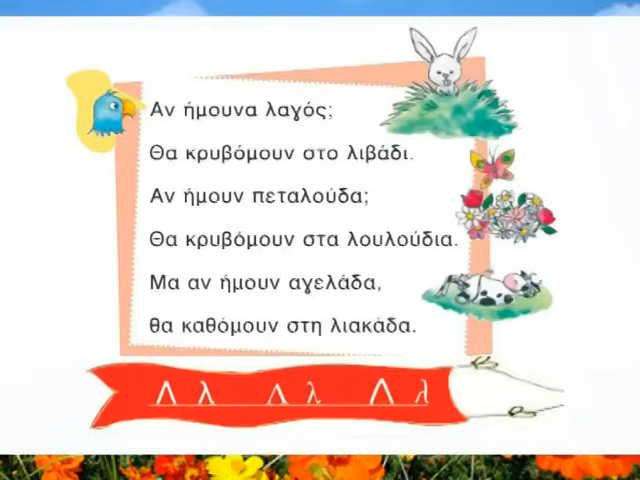 Αν ήμουνα λαγός;
Θα κρυβόμουν στο λιβάδι.
Αν ήμουν πεταλούδα;
Θα κρυβόμουν στα λουλούδια.
Μα αν ήμουν αγελάδα,
θα καθόμουν στη λιακάδα.
Λ λ Λ λ Λ λ